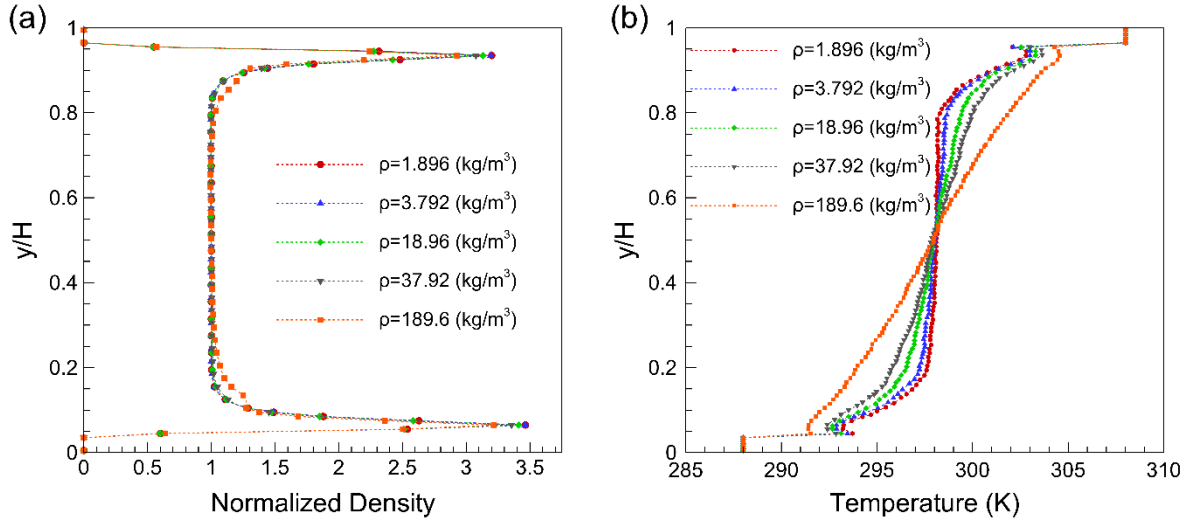 (a)
1
0.8
0.6
0.4
0.2
0
y/H
0
0.5
1
1.5
2
2.5
3
3.5
Normalized Density
ρ=1.896 (kg/m³)
ρ=3.792 (kg/m³)
ρ=18.96 (kg/m³)
ρ=37.92 (kg/m³)
ρ=189.6 (kg/m³)
(b)
1
0.8
0.6
0.4
0.2
0
y/H
285
290
295
300
305
310
Temperature (K)
ρ=1.896 (kg/m³)
ρ=3.792 (kg/m³)
ρ=18.96 (kg/m³)
ρ=37.92 (kg/m³)
ρ=189.6 (kg/m³)